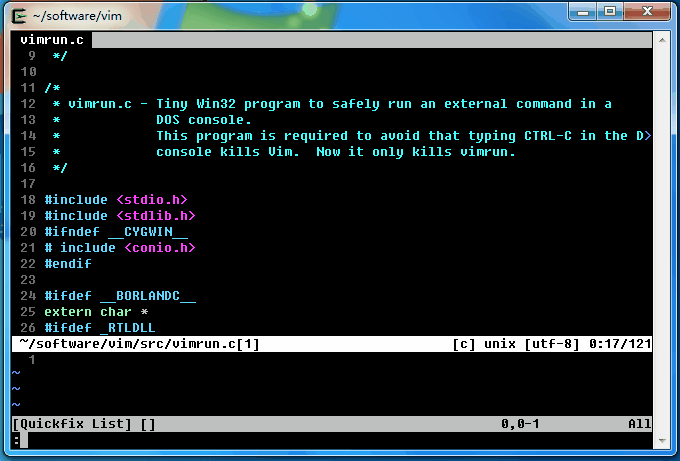 ~/software/vim
vimrun.c
9  */
10
11 /*
12  * vimrun.c - Tiny Win32 program to safely run an external command in a
13  *            DOS console.
14  *            This program is required to avoid that typing CTRL-C in the D>
15  *            console kills Vim.  Now it only kills vimrun.
16  */
17
18 #include <stdio.h>
19 #include <stdlib.h>
20 #ifndef __CYGWIN__
21 # include <conio.h>
22 #endif
23
24 #ifdef __BORLANDC__
25 extern char *
26 #ifdef _RTLDLL
~/software/vim/src/vimrun.c[1] [c] unix [utf-8] 0:17/121
1
~
~
~
[Quickfix List] [] 0,0-1 All
: